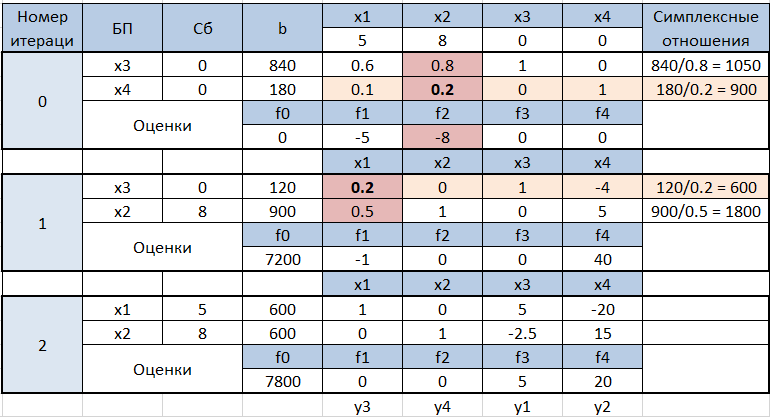 Номер итераци БП Сб b x1 x2 x3 x4 Симплексные отношения
5 8 0 0
0 x3 0 840 0.6 0.8 1 0 840/0.8 = 1050
x4 0 180 0.1 0.2 0 1 180/0.2 = 900
Оценки f0 f1 f2 f3 f4
0 -5 -8 0 0
x1 x2 x3 x4
1 x3 0 120 0.2 0 1 -4 120/0.2 = 600
x2 8 900 0.5 1 0 5 900/0.5 = 1800
Оценки f0 f1 f2 f3 f4
7200 -1 0 0 40
x1 x2 x3 x4
2 x1 5 600 1 0 5 -20
x2 8 600 0 1 -2.5 15
Оценки f0 f1 f2 f3 f4
7800 0 0 5 20
y3 y4 y1 y2